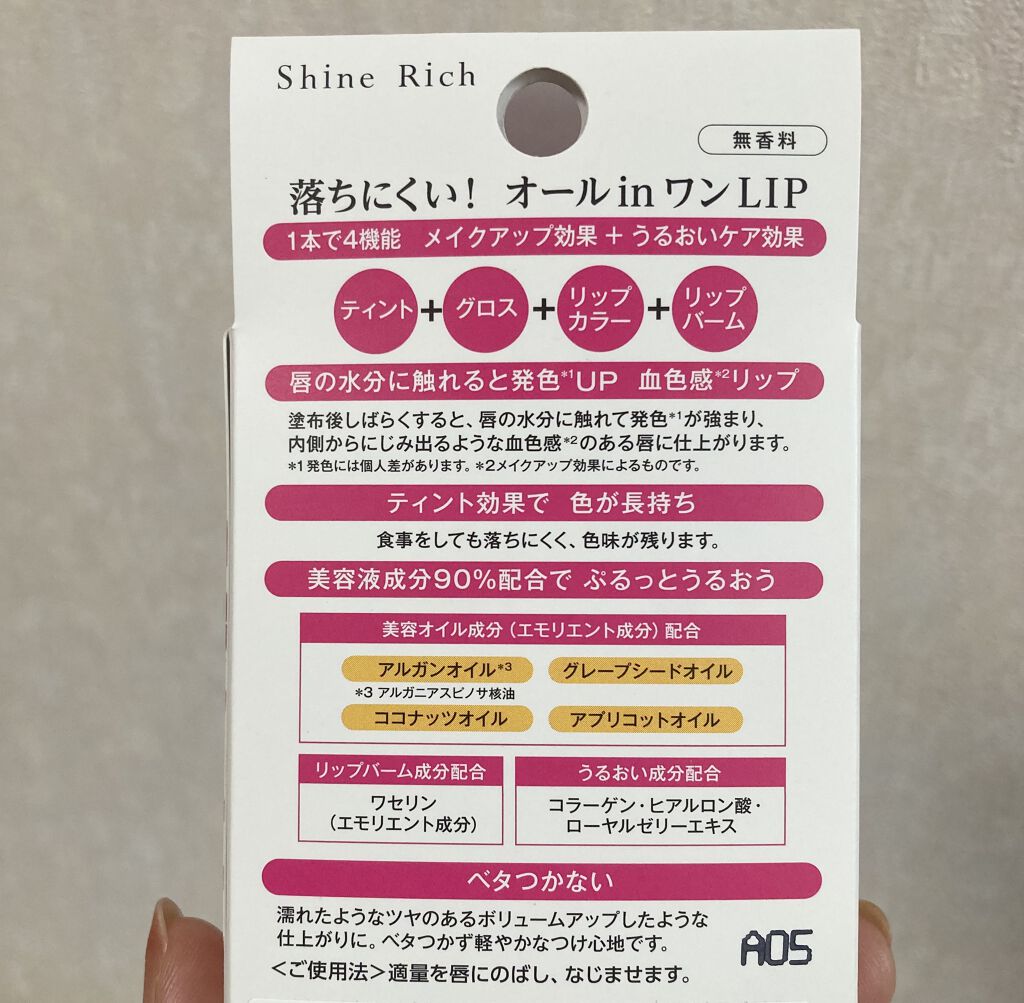 Shine Rich
無香料
落ちにくい! オールinワンLIP
1本で4機能 メイクアップ効果+うるおいケア効果
ティント+グロス+リップカラー+リップバーム
唇の水分に触れると発色*1UP 血色感*2リップ
塗布後しばらくすると、唇の水分に触れて発色*1が強まり、
内側からにじみ出るような血色感*2のある唇に仕上がります。
*1発色には個人差があります。*2メイクアップ効果によるものです。
ティント効果で 色が長持ち
食事をしても落ちにくく、色味が残ります。
美容液成分90%配合で ぷるっとうるおう
美容オイル成分(エモリエント成分)配合
アルガンオイル*3 グレープシードオイル
*3 アルガニアスピノサ核油
ココナッツオイル アプリコットオイル
リップバーム成分配合
ワセリン
(エモリエント成分)
うるおい成分配合
コラーゲン・ヒアルロン酸・
ローヤルゼリーエキス
ベタつかない
濡れたようなツヤのあるボリュームアップしたような
仕上がりに。ベタつかず軽やかなつけ心地です。
<ご使用法>適量を唇にのばし、なじませます。
A05